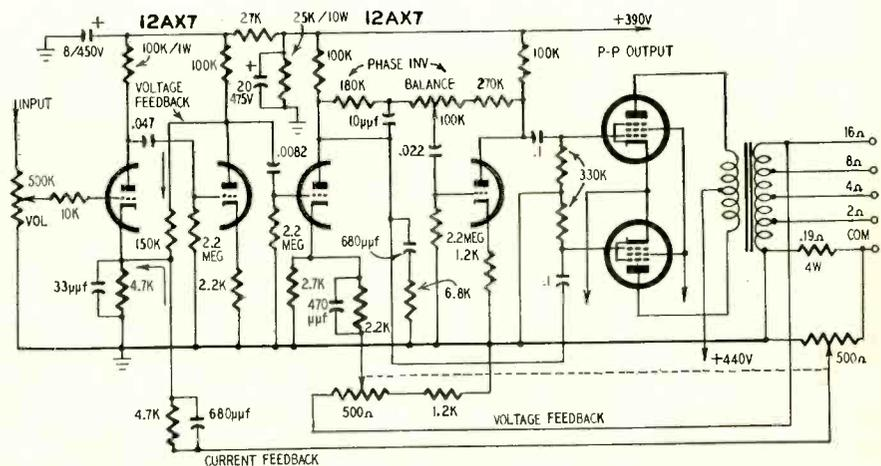 12AX7
12AX7
27K
25K/10W
+390V
8/450V
+
100K/1W
100K
+
20
475V
100K
PHASE INV
180K
BALANCE
270K
100K
P-P OUTPUT
VOLTAGE
FEEDBACK
INPUT
.047
.0082
10µµf
100K
.022
.1
16Ω
8Ω
4Ω
2Ω
COM
500K
VOL
10K
150K
2.2
MEG
2.2
MEG
680µµf
2.2MEG
330K
.19Ω
4W
33µµf
4.7K
2.2K
2.7K
470
µµf
2.2K
6.8K
1.2K
.1
+440V
500Ω
4.7K
680µµf
500Ω
1.2K
VOLTAGE FEEDBACK
CURRENT FEEDBACK